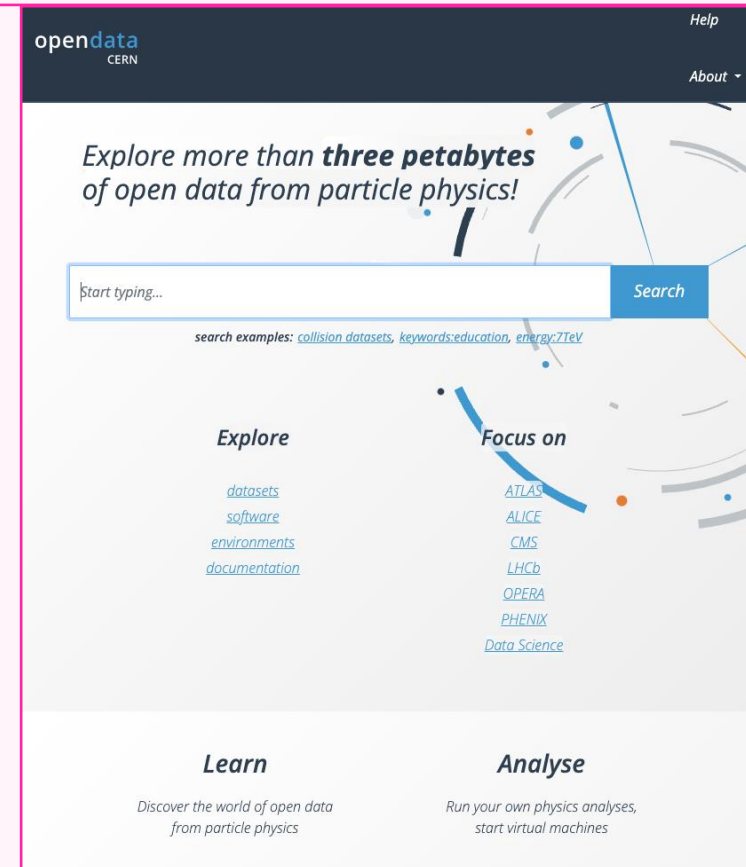 opendata
CERN
Help
About
Explore more than three petabytes
of open data from particle physics!
Start typing...
Search
search examples: collision datasets, keywords:education, energy:7TeV
Explore
datasets
software
environments
documentation
Focus on
ATLAS
ALICE
CMS
LHCb
OPERA
PHENIX
Data Science
Learn
Discover the world of open data
from particle physics
Analyse
Run your own physics analyses,
start virtual machines